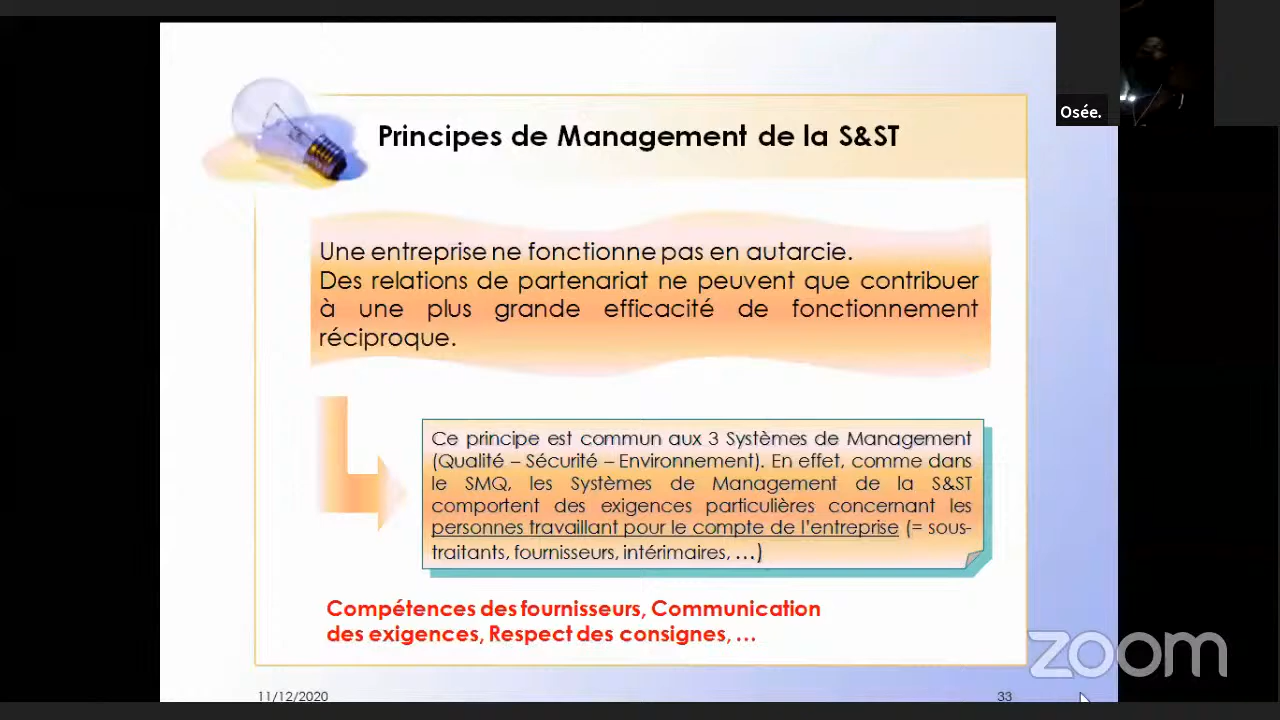 Osée.
Principes de Management de la S&ST
Une entreprise ne fonctionne pas en autarcie.
Des relations de partenariat ne peuvent que contribuer
à une plus grande efficacité de fonctionnement
réciproque.
Ce principe est commun aux 3 Systèmes de Management
(Qualité – Sécurité – Environnement). En effet, comme dans
le SMQ, les Systèmes de Management de la S&ST
comportent des exigences particulières concernant les
personnes travaillant pour le compte de l'entreprise (= sous-
traitants, fournisseurs, intérimaires, …)
Compétences des fournisseurs, Communication
des exigences, Respect des consignes, …
zoom
11/12/2020
33